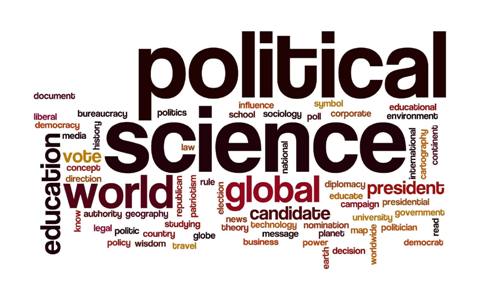 political
document
influence
symbol
educational
liberal
bureaucracy
politics
school
sociology
poll
corporate
environment
democracy
media
history
science
law
national
international
cartography
continent
education
vote
concept
direction
world
republican
patriotism
rule
global
election
diplomacy
president
educate
campaign
presidential
know
authority
geography
candidate
university
government
legal
politic
country
studying
globe
news
theory
technology
nomination
map
politician
read
policy
wisdom
travel
message
planet
worldwide
business
power
earth
decision
democrat